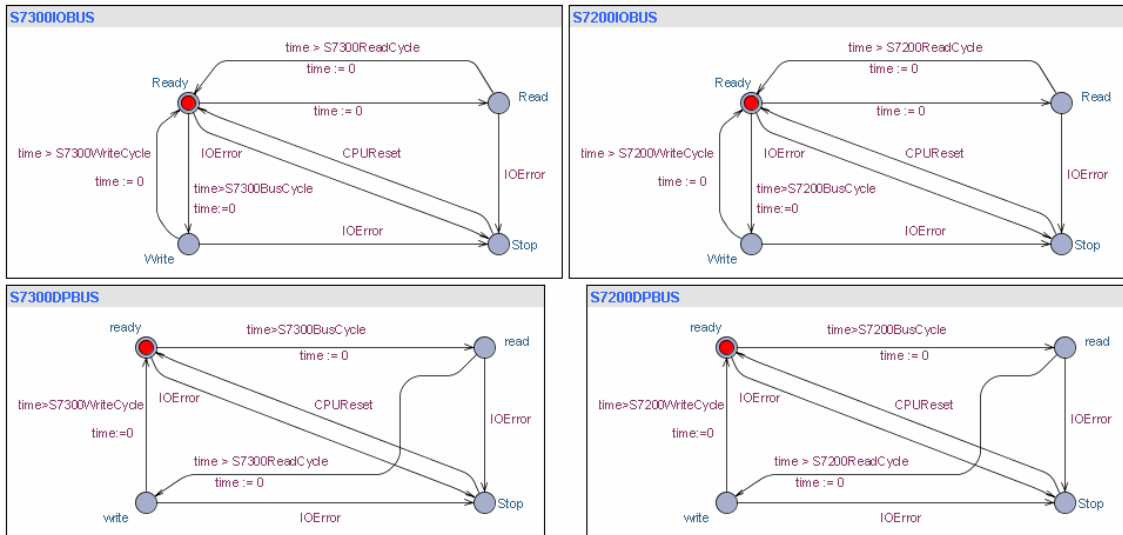 S7300IOBUS
time > S7300ReadCycle
time := 0
Ready
Read
time := 0
time > S7300WriteCycle
IOError
CPUReset
IOError
time := 0
time>S7300BusCycle
time:=0
IOError
Write
Stop
S7200IOBUS
time > S7200ReadCycle
time := 0
Ready
Read
time := 0
time > S7200WriteCycle
IOError
CPUReset
IOError
time := 0
time>S7200BusCycle
time:=0
IOError
Write
Stop
S7300DPBUS
ready
time>S7300BusCycle
read
time := 0
time>S7300WriteCycle
IOError
CPUReset
IOError
time:=0
time > S7300ReadCycle
time := 0
write
IOError
Stop
S7200DPBUS
ready
time>S7200BusCycle
read
time := 0
time>S7200WriteCycle
IOError
CPUReset
IOError
time:=0
time > S7200ReadCycle
time := 0
write
IOError
Stop